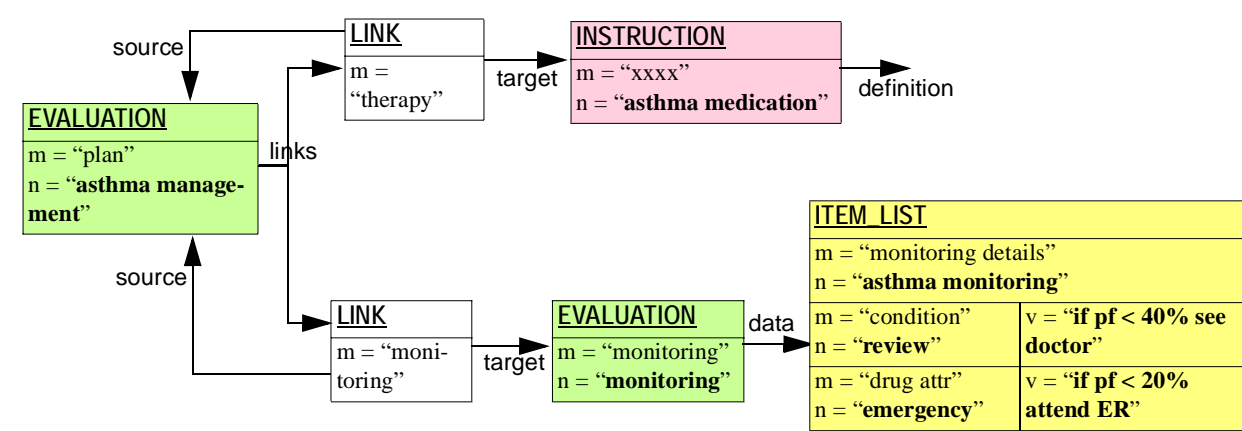 source
LINK
m =
“therapy”
target
INSTRUCTION
m = “xxxx”
n = “asthma medication”
definition
EVALUATION
m = “plan”
n = “asthma manage-
ment”
links
source
LINK
m = “moni-
toring”
target
EVALUATION
m = “monitoring”
n = “monitoring”
data
ITEM_LIST
m = “monitoring details”
n = “asthma monitoring”
m = “condition”
n = “review”
v = “if pf < 40% see
doctor”
m = “drug attr”
n = “emergency”
v = “if pf < 20%
attend ER”